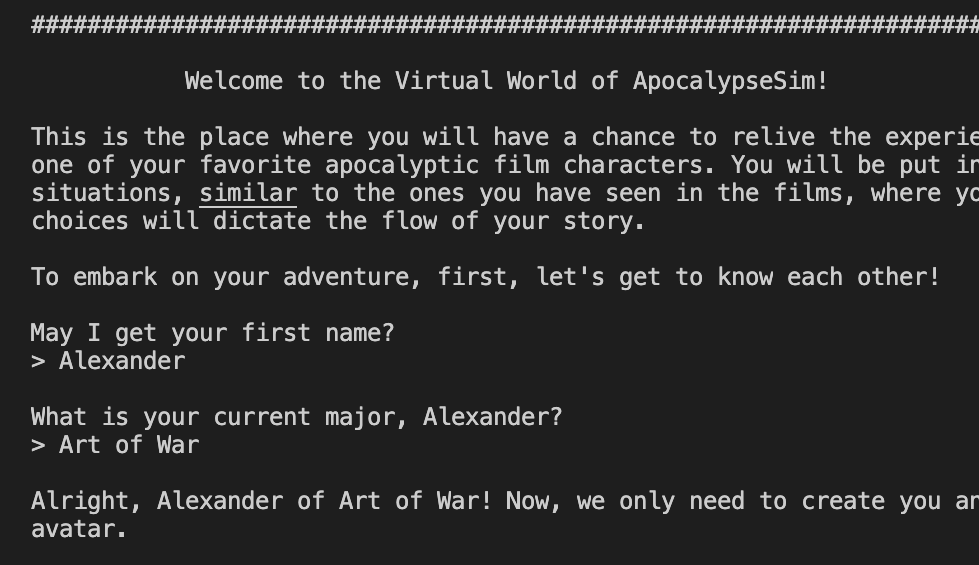 ####################################################################
Welcome to the Virtual World of ApocalypseSim!
This is the place where you will have a chance to relive the
one of your favorite apocalyptic film characters. You will be put
situations, similar to the ones you have seen in the films, where
choices will dictate the flow of your story.
To embark on your adventure, first, let's get to know each other!
May I get your first name?
> Alexander
What is your current major, Alexander?
> Art of War
Alright, Alexander of Art of War! Now, we only need to create you
avatar.